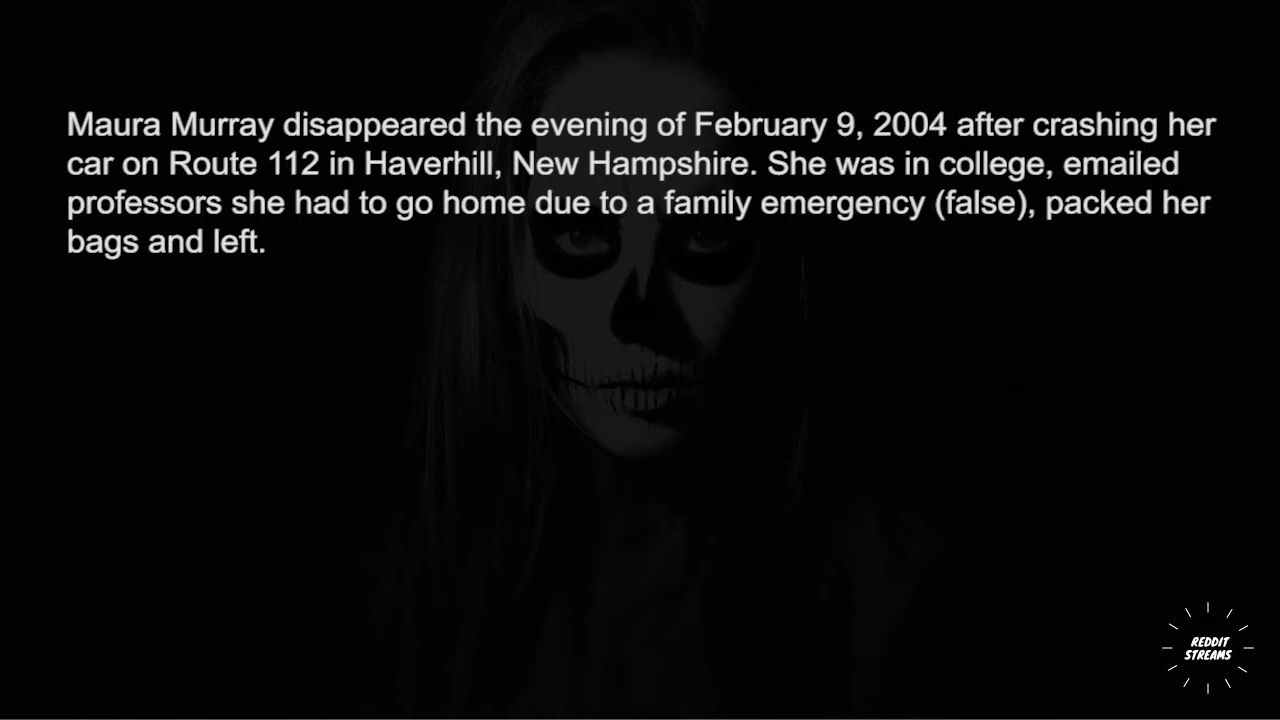 Maura Murray disappeared the evening of February 9, 2004 after crashing her
car on Route 112 in Haverhill, New Hampshire. She was in college, emailed
professors she had to go home due to a family emergency (false), packed her
bags and left.
REDDIT
STREAMS